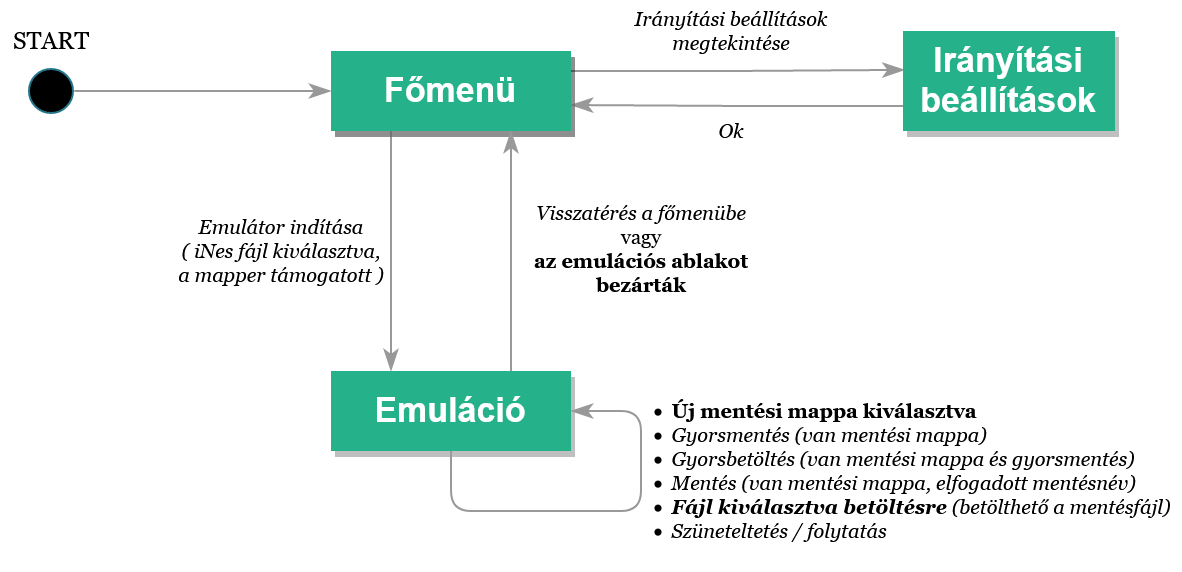 START
Főmenü
Irányítási beállítások
megtekintése
Irányítási
beállítások
Ok
Emulátor indítása
( iNes fájl kiválasztva,
a mapper támogatott )
Visszatérés a főmenübe
vagy
az emulációs ablakot
bezárták
Emuláció
• Új mentési mappa kiválasztva
• Gyorsmentés (van mentési mappa)
• Gyorsbetöltés (van mentési mappa és gyorsmentés)
• Mentés (van mentési mappa, elfogadott mentésnév)
• Fájl kiválasztva betöltésre (betölthető a mentésfájl)
• Szüneteltetés / folytatás